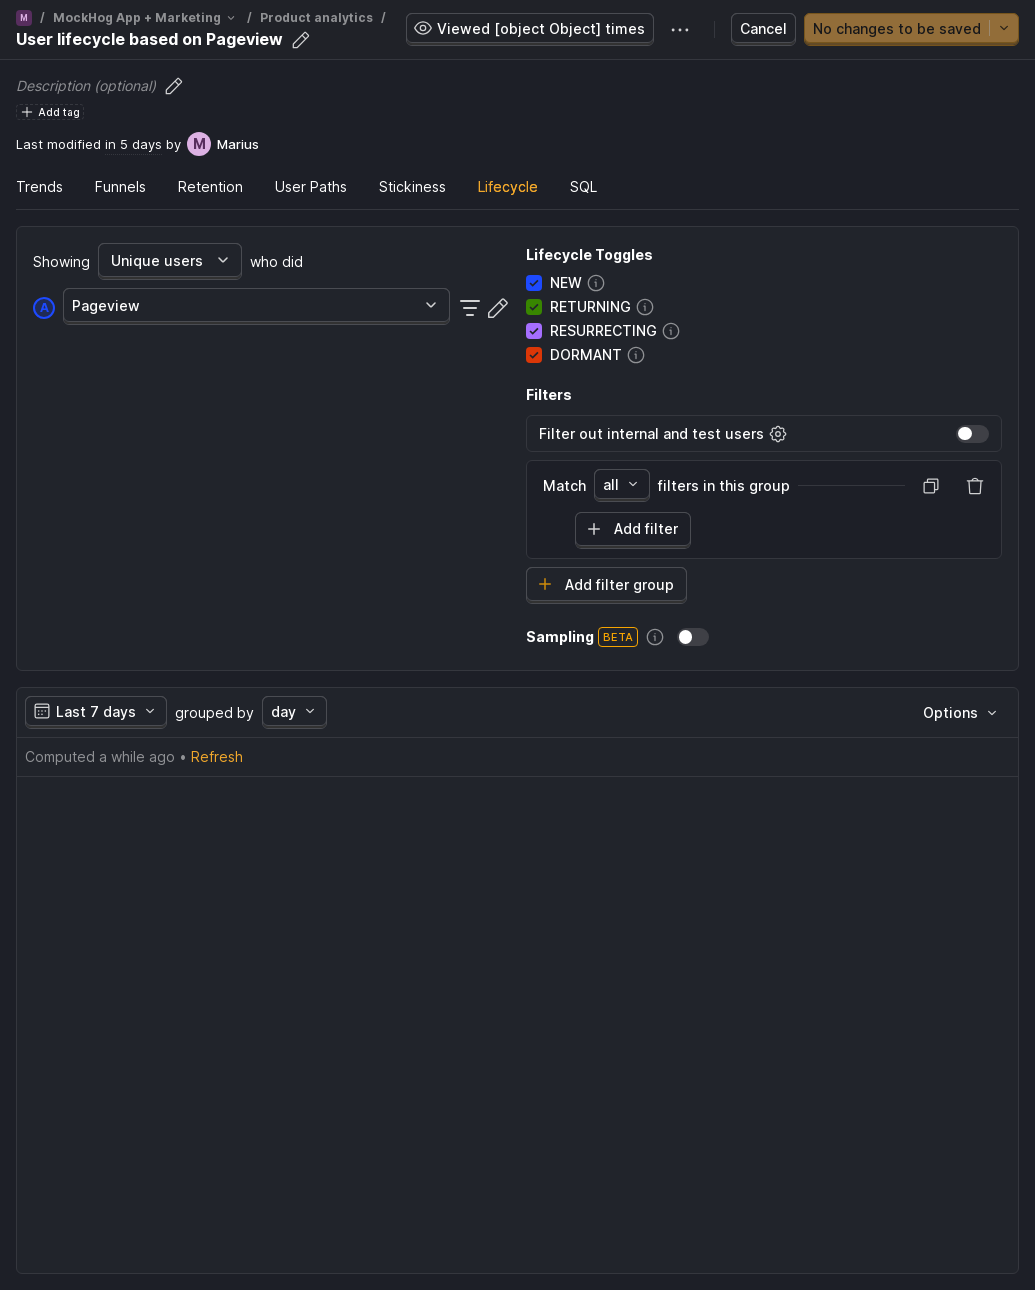 M / MockHog App + Marketing / Product analytics /
User lifecycle based on Pageview
Viewed [object Object] times
Cancel
No changes to be saved
Description (optional)
Add tag
Last modified in 5 days by M Marius
Trends Funnels Retention User Paths Stickiness Lifecycle SQL
Showing Unique users who did
A Pageview
Lifecycle Toggles
NEW
RETURNING
RESURRECTING
DORMANT
Filters
Filter out internal and test users
Match all filters in this group
Add filter
Add filter group
Sampling BETA
Last 7 days grouped by day
Options
Computed a while ago • Refresh